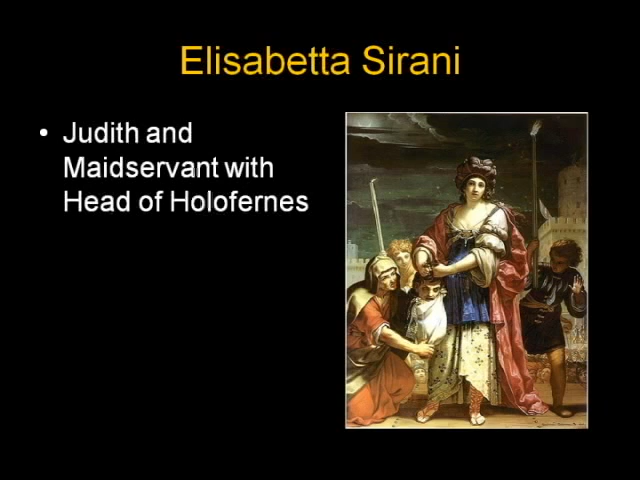 Elisabetta Sirani
• Judith and
Maidservant with
Head of Holofernes